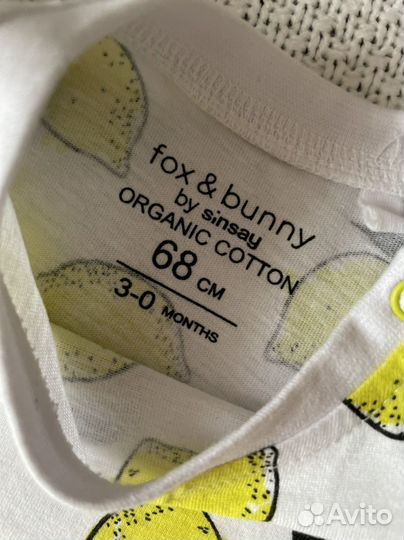 fox & bunny
by sinsay
ORGANIC COTTON
68 CM
3-0 MONTHS
Avito